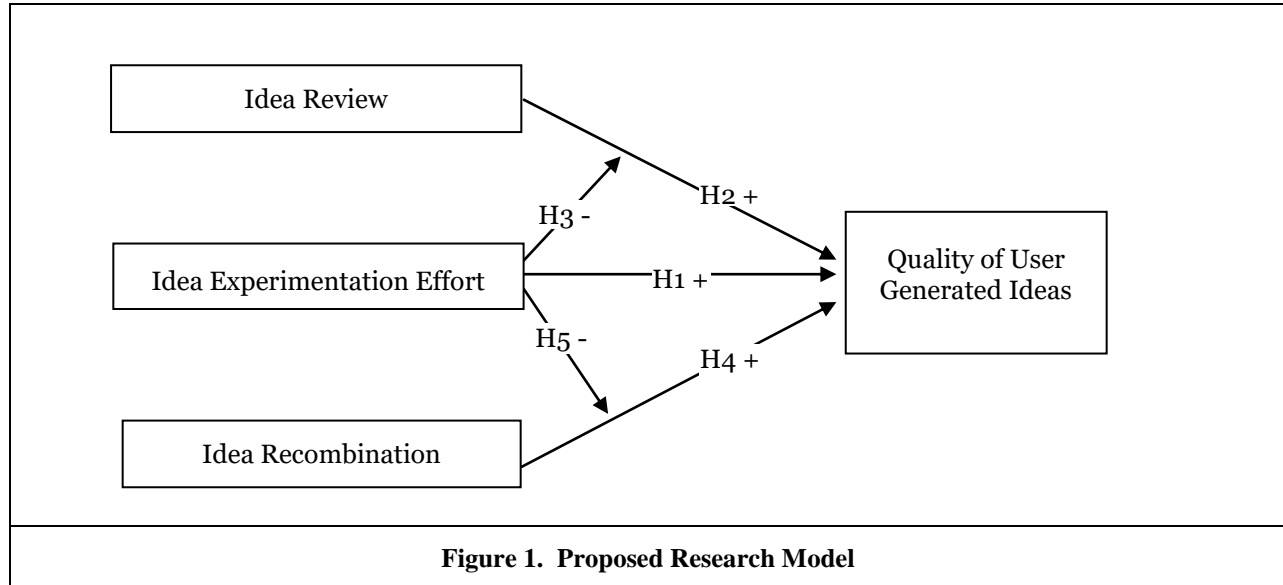 Idea Review
H2 +
H3 -
Idea Experimentation Effort
H1 +
Quality of User
Generated Ideas
H5 -
H4 +
Idea Recombination
Figure 1. Proposed Research Model